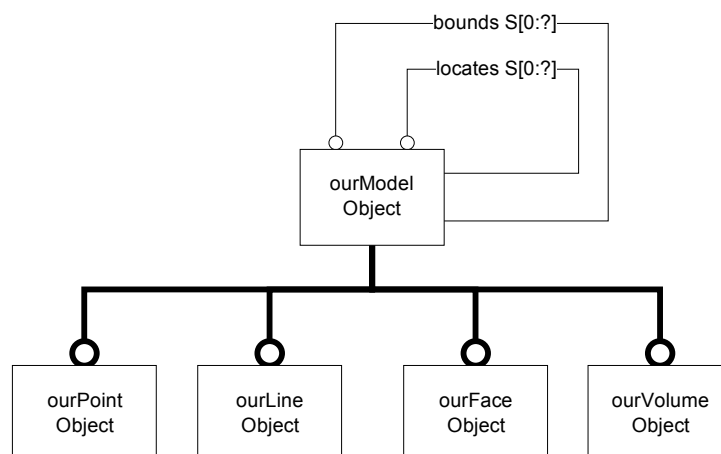 bounds S[0:?]
locates S[0:?]
ourModel
Object
ourPoint
Object
ourLine
Object
ourFace
Object
ourVolume
Object